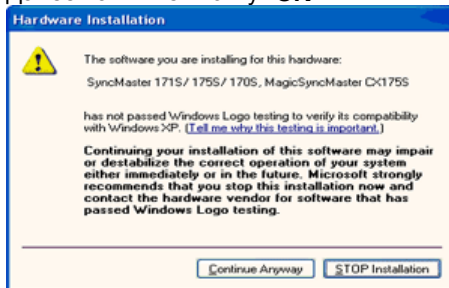 Hardware Installation
The software you are installing for this hardware:
SyncMaster 171S/ 175S/ 170S, MagicSyncMaster CX175S
has not passed Windows Logo testing to verify its compatibility
with Windows XP. (Tell me why this testing is important.)
Continuing your installation of this software may impair
or destabilize the correct operation of your system
either immediately or in the future. Microsoft strongly
recommends that you stop this installation now and
contact the hardware vendor for software that has
passed Windows Logo testing.
Continue Anyway
STOP Installation